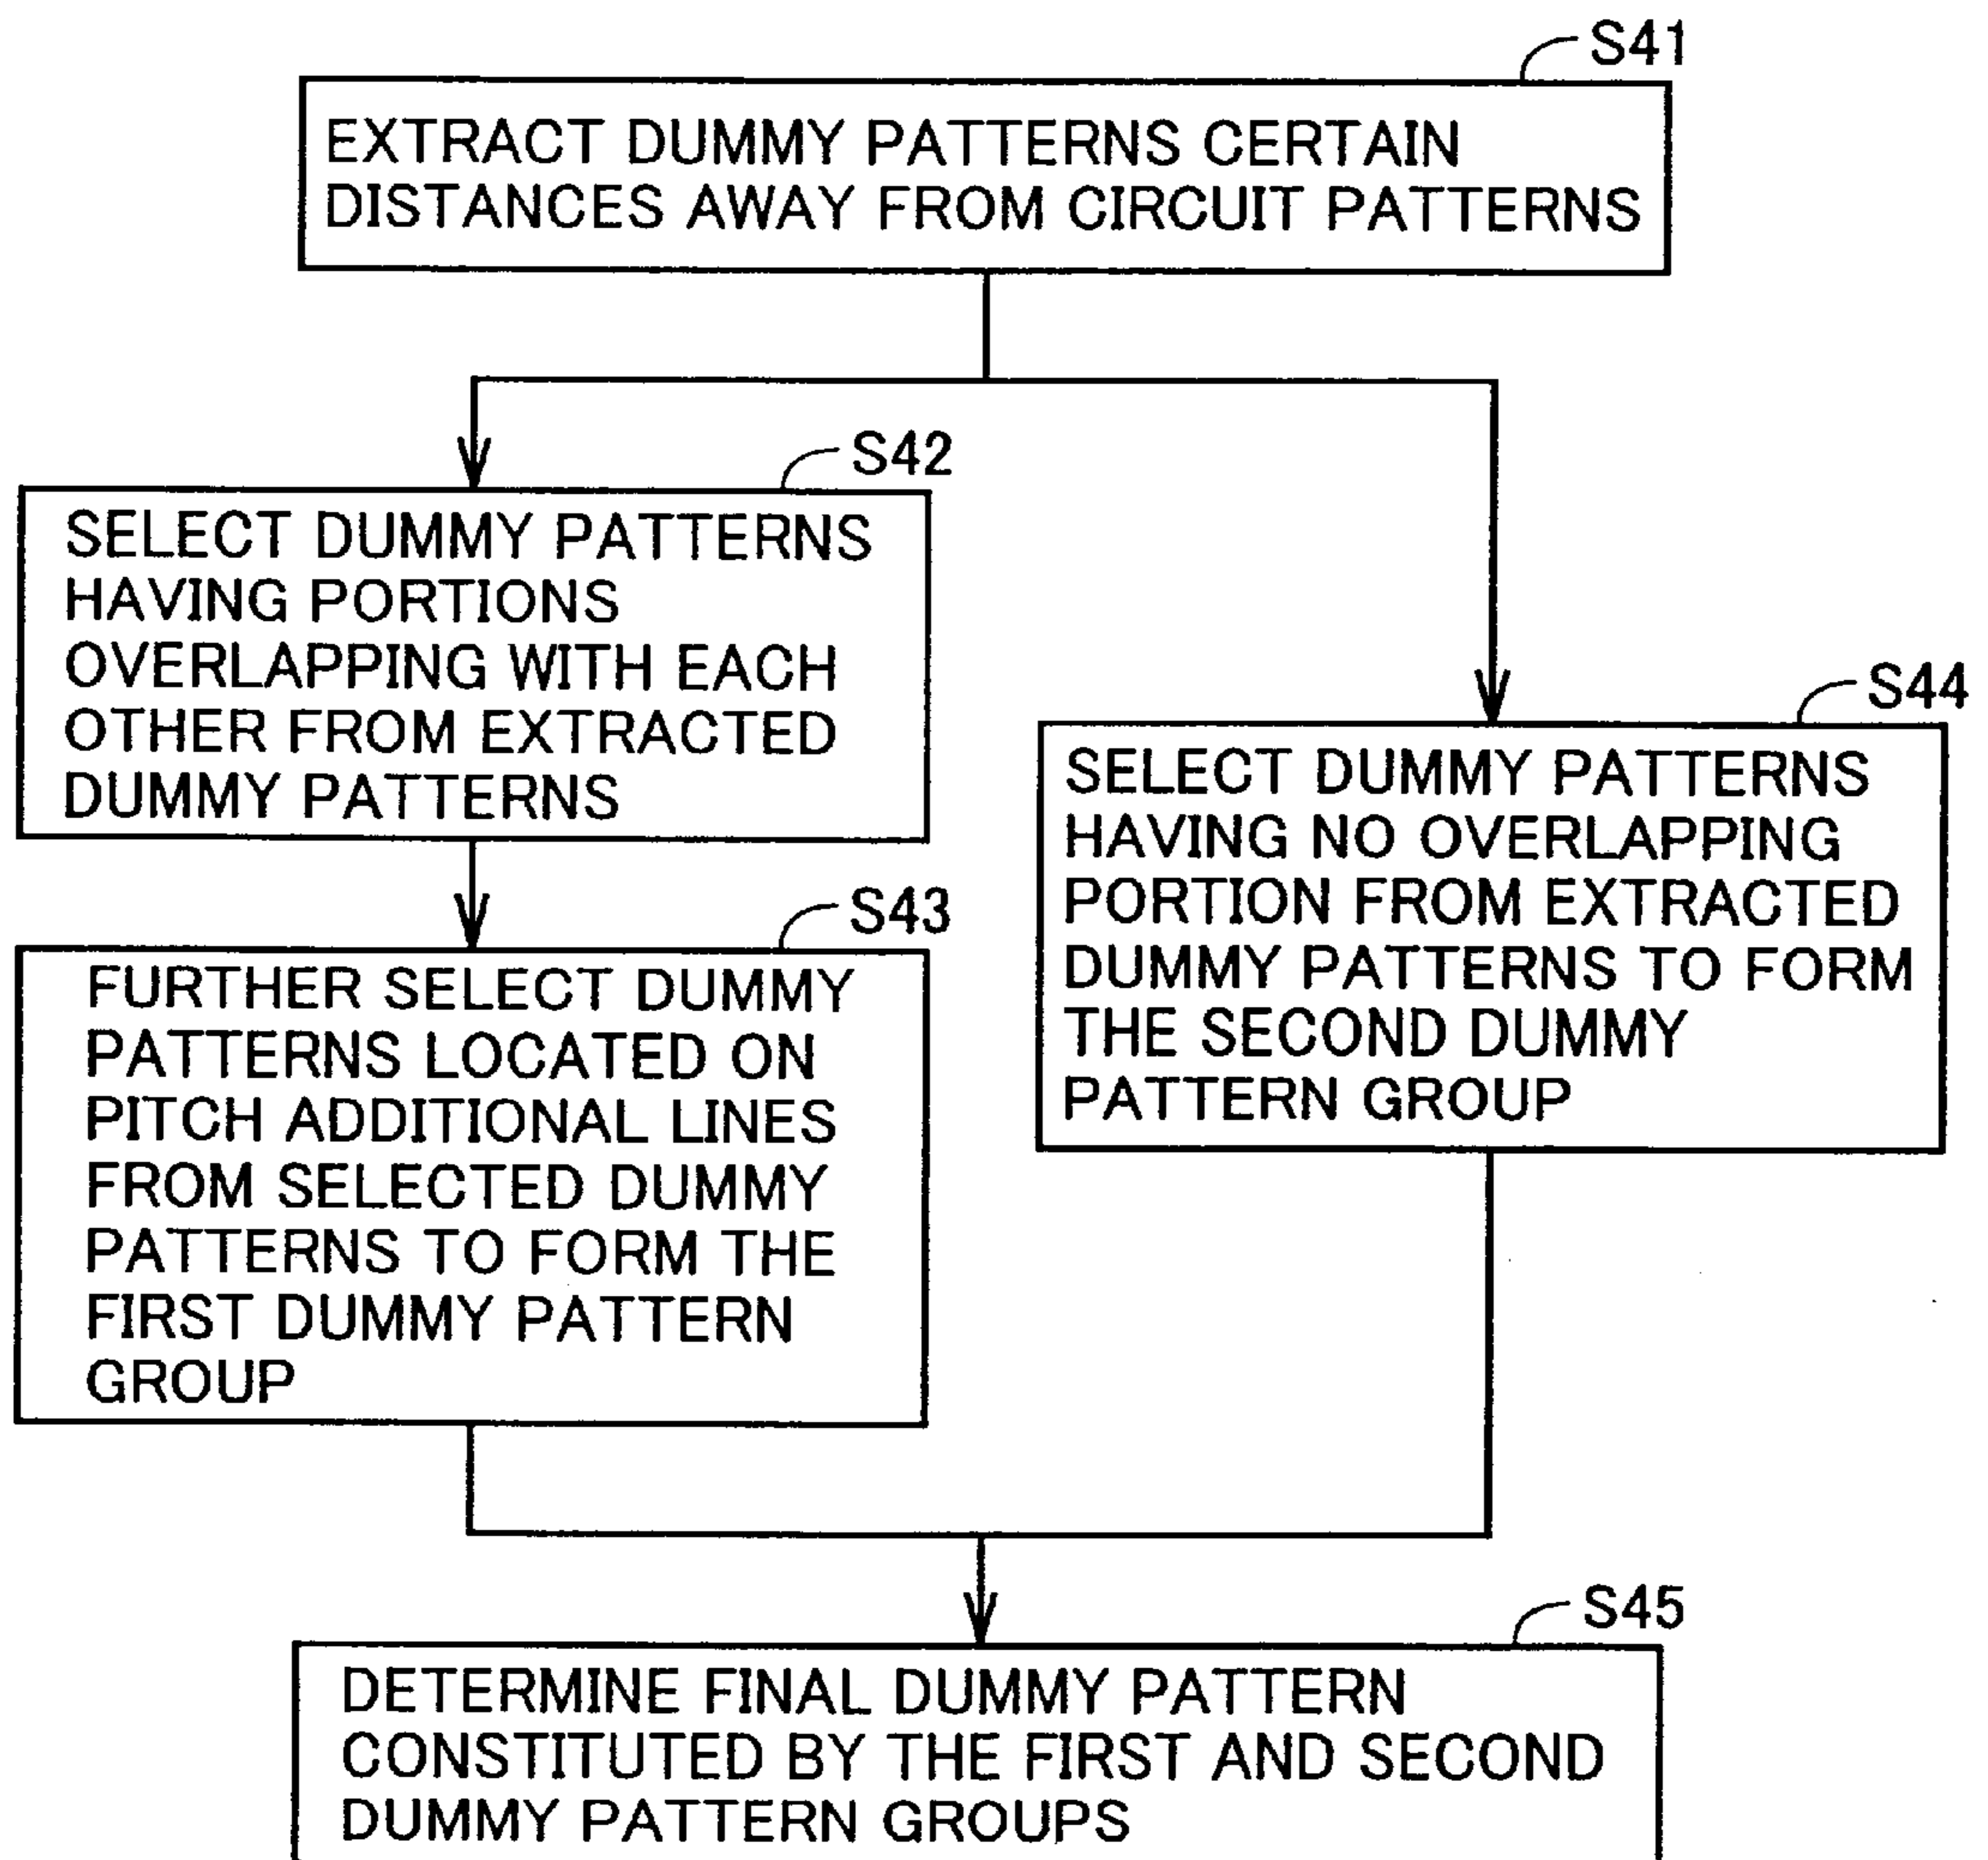 S41
EXTRACT DUMMY PATTERNS CERTAIN
DISTANCES AWAY FROM CIRCUIT PATTERNS
S42
SELECT DUMMY PATTERNS
HAVING PORTIONS
OVERLAPPING WITH EACH
OTHER FROM EXTRACTED
DUMMY PATTERNS
S43
FURTHER SELECT DUMMY
PATTERNS LOCATED ON
PITCH ADDITIONAL LINES
FROM SELECTED DUMMY
PATTERNS TO FORM THE
FIRST DUMMY PATTERN
GROUP
S44
SELECT DUMMY PATTERNS
HAVING NO OVERLAPPING
PORTION FROM EXTRACTED
DUMMY PATTERNS TO FORM
THE SECOND DUMMY
PATTERN GROUP
S45
DETERMINE FINAL DUMMY PATTERN
CONSTITUTED BY THE FIRST AND SECOND
DUMMY PATTERN GROUPS